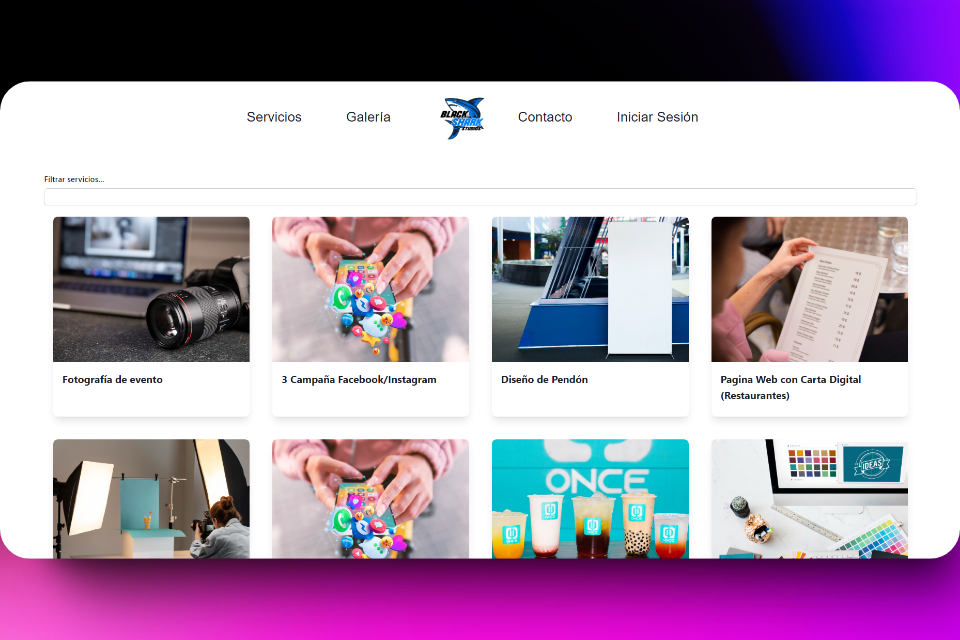 Servicios
Galería
BLACK
SHARK
STUDIOS
Contacto
Iniciar Sesión
Filtrar servicios...
Fotografía de evento
3 Campaña Facebook/Instagram
Diseño de Pendón
Pagina Web con Carta Digital
(Restaurantes)
ONCE
IDEAS